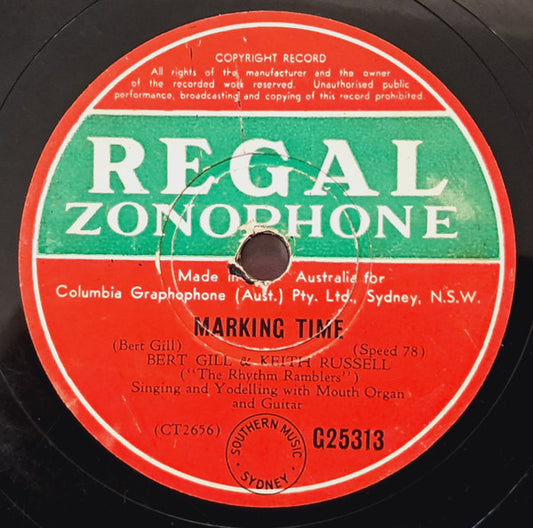 COPYRIGHT RECORD
All rights of the manufacturer and the owner
of the recorded work reserved. Unauthorised public
performance, broadcasting and copying of this record prohibited.
REGAL
ZONOPHONE
Made in Australia for
Columbia Graphophone (Aust.) Pty. Ltd., Sydney, N.S.W.
MARKING TIME
(Bert Gill) (Speed 78)
BERT GILL & KEITH RUSSELL
("The Rhythm Ramblers")
Singing and Yodelling with Mouth Organ
and Guitar
(CT2656) SOUTHERN MUSIC SYDNEY G25313